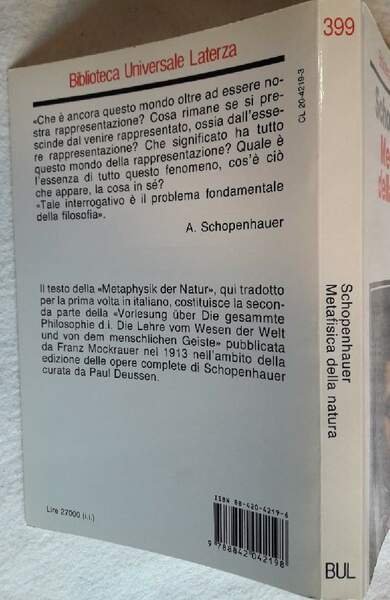 Biblioteca Universale Laterza
«Che è ancora questo mondo oltre ad essere no-
stra rappresentazione? Cosa rimane se si pre-
scinde dal venire rappresentato, ossia dall'esse-
re rappresentazione? Che significato ha tutto
questo mondo della rappresentazione? Quale è
l'essenza di tutto questo fenomeno, cos'è ciò
che appare, la cosa in sé?
«Tale interrogativo è il problema fondamentale
della filosofia».
A. Schopenhauer
Il testo della «Metaphysik der Natur», qui tradotto
per la prima volta in italiano, costituisce la secon-
da parte della «Vorlesung über Die gesammte
Philosophie d.i. Die Lehre vom Wesen der Welt
und von dem menschlichen Geiste» pubblicata
da Franz Mockrauer nel 1913 nell'ambito della
edizione delle opere complete di Schopenhauer
curata da Paul Deussen.
Lire 27000 (i.i.)
ISBN 88-420-4219-6
9 788842 042198
CL 20-4219-3
399
Schopenhauer
Metafisica della natura
BUL